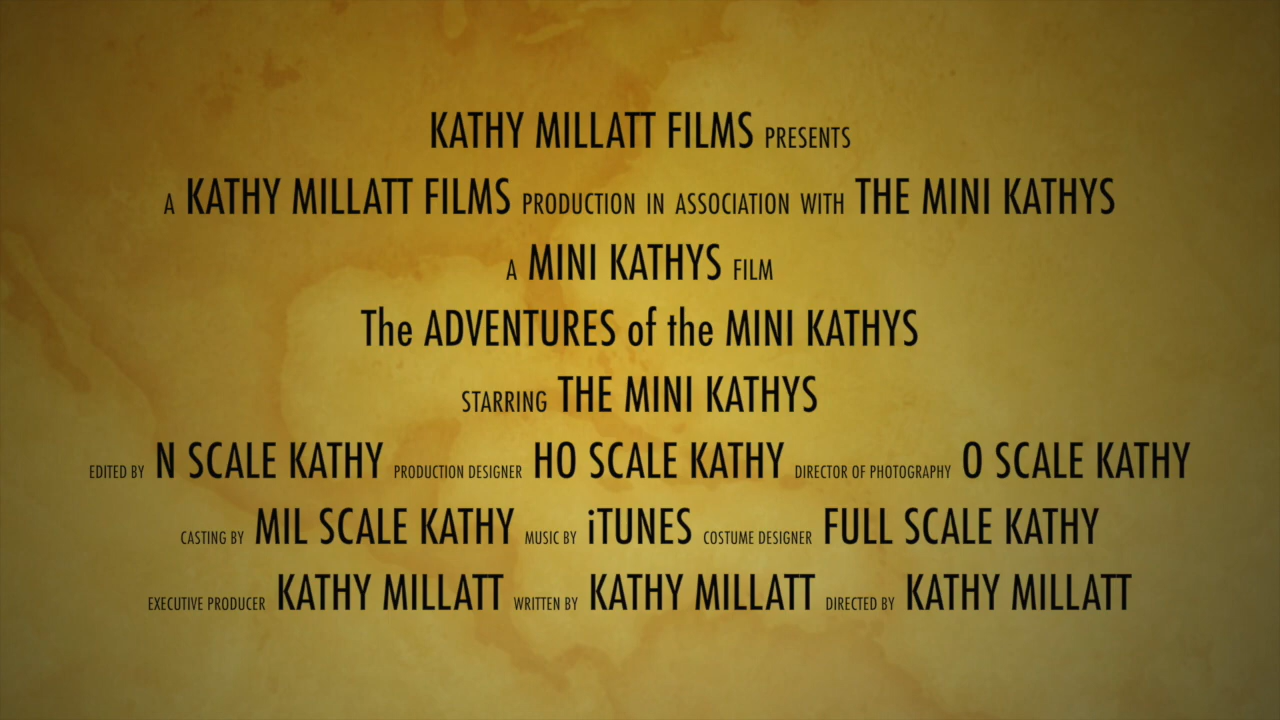 KATHY MILLATT FILMS PRESENTS
A KATHY MILLATT FILMS PRODUCTION IN ASSOCIATION WITH THE MINI KATHYS
A MINI KATHYS FILM
The ADVENTURES of the MINI KATHYS
STARRING THE MINI KATHYS
EDITED BY N SCALE KATHY PRODUCTION DESIGNER HO SCALE KATHY DIRECTOR OF PHOTOGRAPHY O SCALE KATHY
CASTING BY MIL SCALE KATHY MUSIC BY iTUNES COSTUME DESIGNER FULL SCALE KATHY
EXECUTIVE PRODUCER KATHY MILLATT WRITTEN BY KATHY MILLATT DIRECTED BY KATHY MILLATT